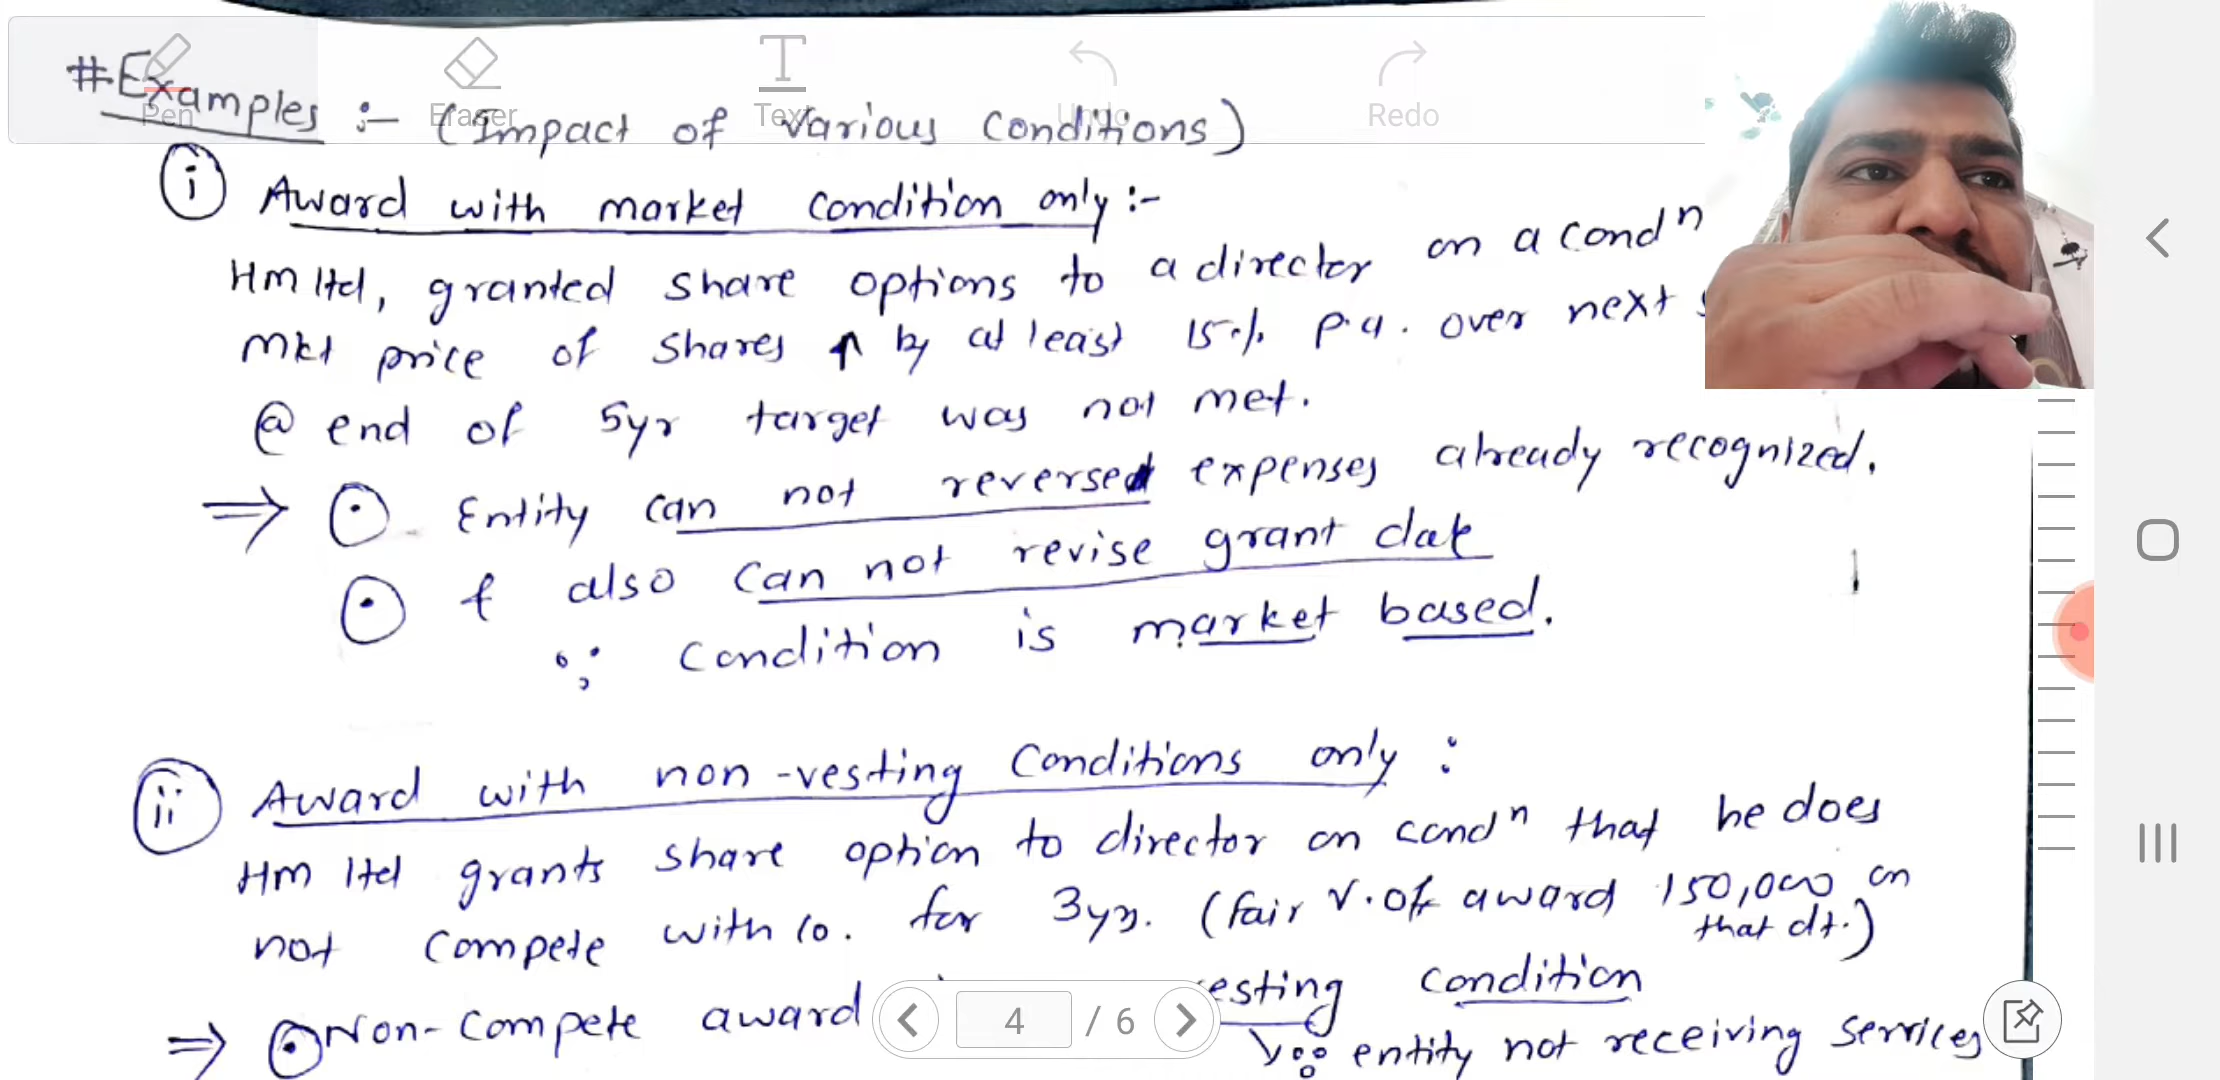 Pen Eraser Text Undo Redo
#Examples :- (Impact of Various Conditions)
i Award with market condition only :-
Hm ltd, granted share options to a director on a condn
mkt price of shares ↑ by at least 15% p.a. over next
@ end of 5yr target was not met.
⇒ ⊙ Entity can not reversed expenses already recognized.
⊙ & also can not revise grant date
∵ condition is market based.
ii Award with non-vesting Conditions only :
Hm ltd grants share option to director on condn that he does
not compete with co. for 3yr. (fair v. of award 150,000 on
that dt.)
⇒ ⊙ Non-compete award esting condition
∵ entity not receiving services
4 / 6